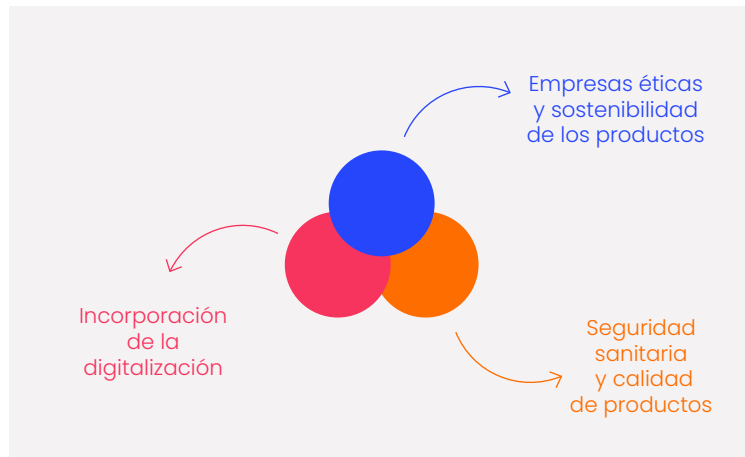 Empresas éticas
y sostenibilidad
de los productos
Incorporación
de la
digitalización
Seguridad
sanitaria
y calidad
de productos